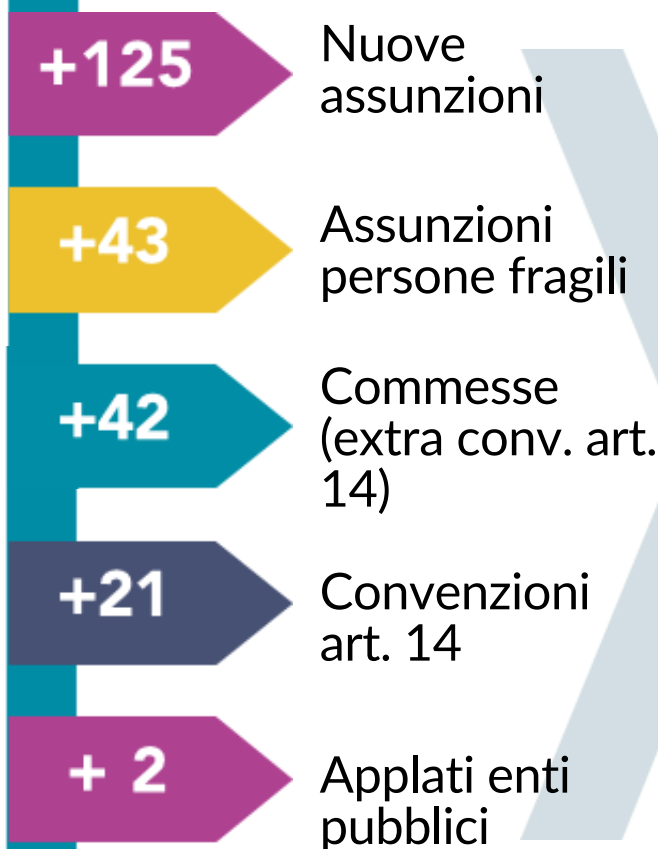 +125
Nuove
assunzioni
+43
Assunzioni
persone fragili
+42
Commesse
(extra conv. art.
14)
+21
Convenzioni
art. 14
+ 2
Applati enti
pubblici